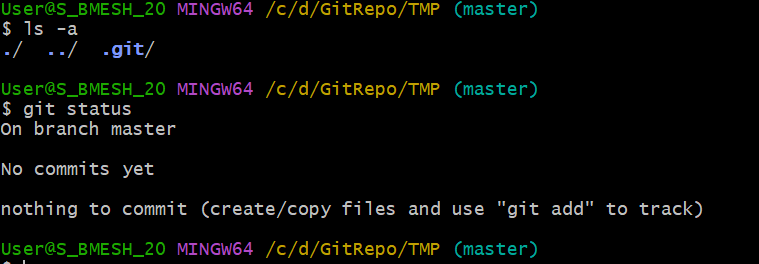 User@S_BMESH_20 MINGW64 /c/d/GitRepo/TMP (master)
$ ls -a
./  ../  .git/
User@S_BMESH_20 MINGW64 /c/d/GitRepo/TMP (master)
$ git status
On branch master
No commits yet
nothing to commit (create/copy files and use "git add" to track)
User@S_BMESH_20 MINGW64 /c/d/GitRepo/TMP (master)